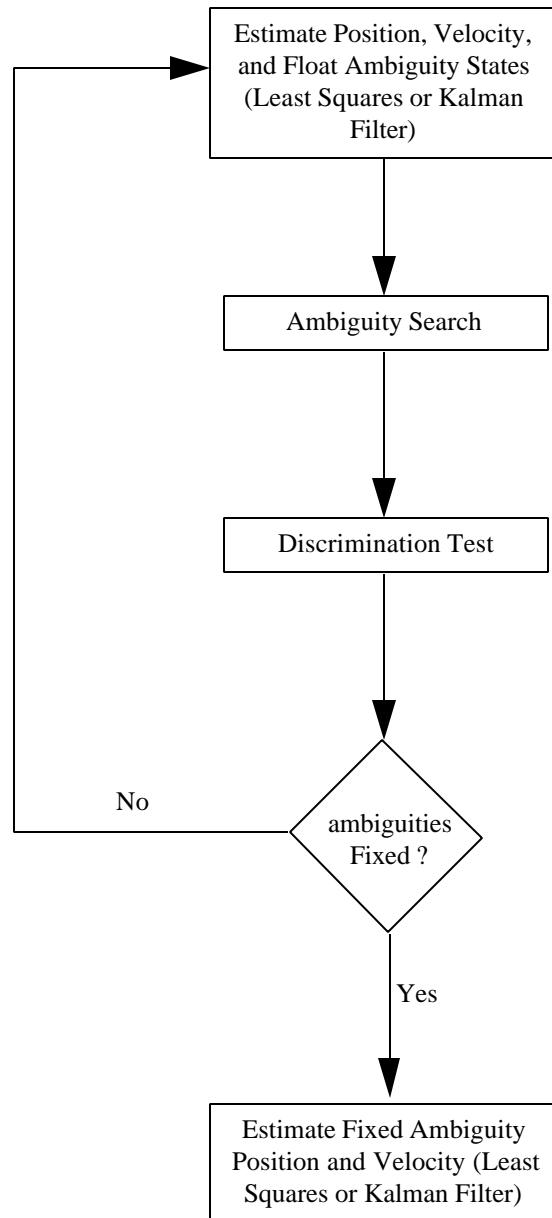 Estimate Position, Velocity,
and Float Ambiguity States
(Least Squares or Kalman
Filter)
Ambiguity Search
Discrimination Test
No
ambiguities
Fixed ?
Yes
Estimate Fixed Ambiguity
Position and Velocity (Least
Squares or Kalman Filter)